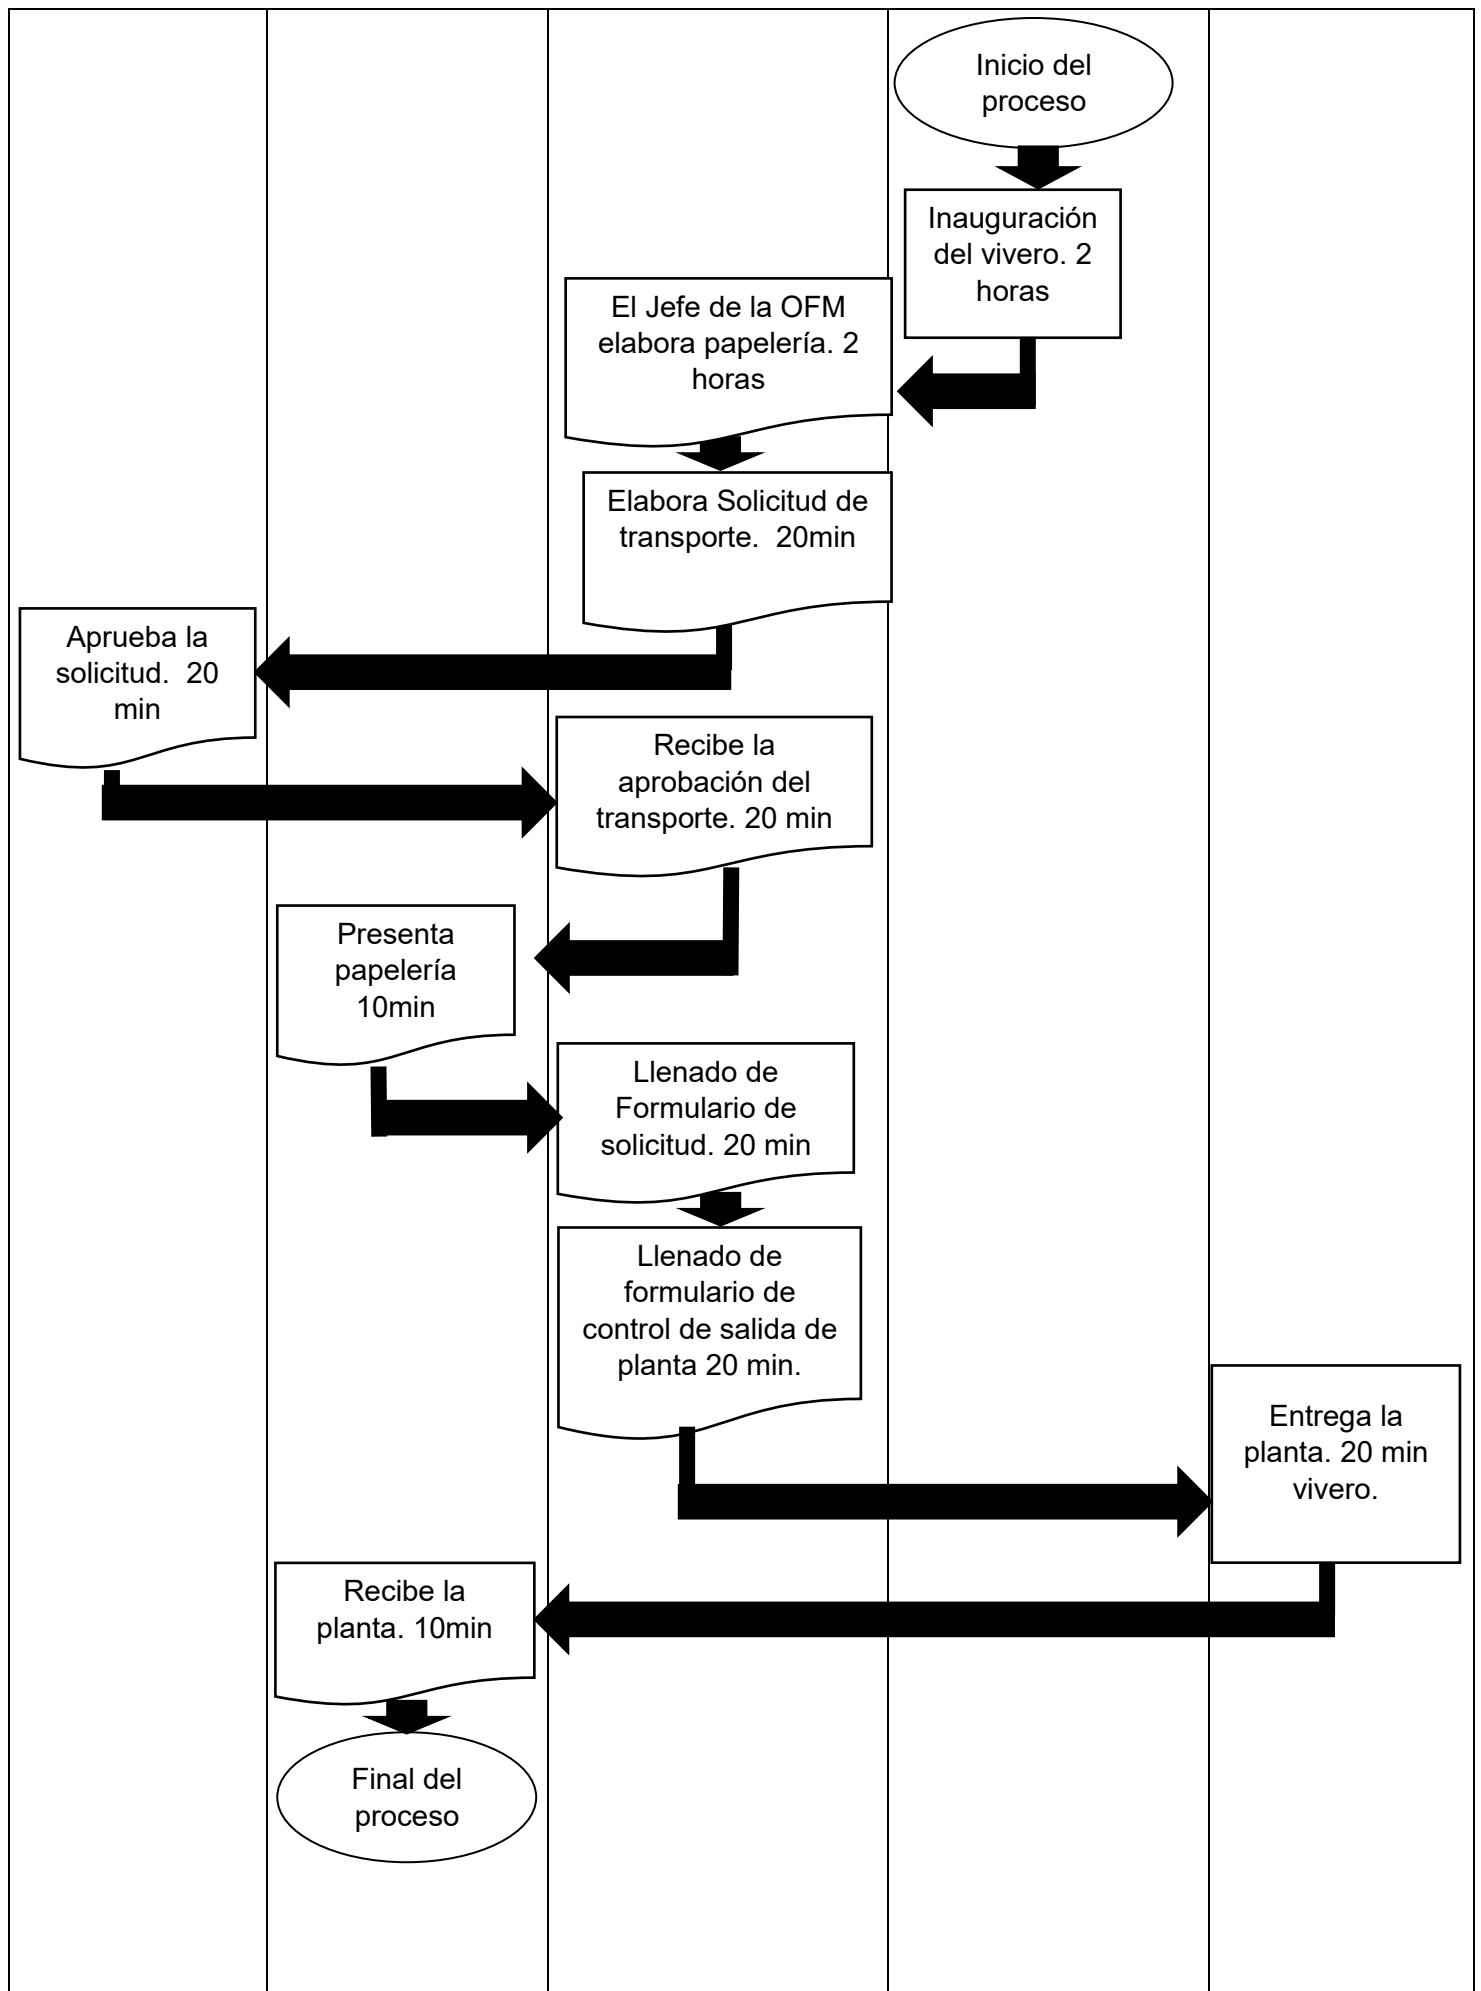 Inicio del
proceso
Inauguración
del vivero. 2
horas
El Jefe de la OFM
elabora papelería. 2
horas
Elabora Solicitud de
transporte.  20min
Aprueba la
solicitud.  20
min
Recibe la
aprobación del
transporte. 20 min
Presenta
papelería
10min
Llenado de
Formulario de
solicitud. 20 min
Llenado de
formulario de
control de salida de
planta 20 min.
Entrega la
planta. 20 min
vivero.
Recibe la
planta. 10min
Final del
proceso